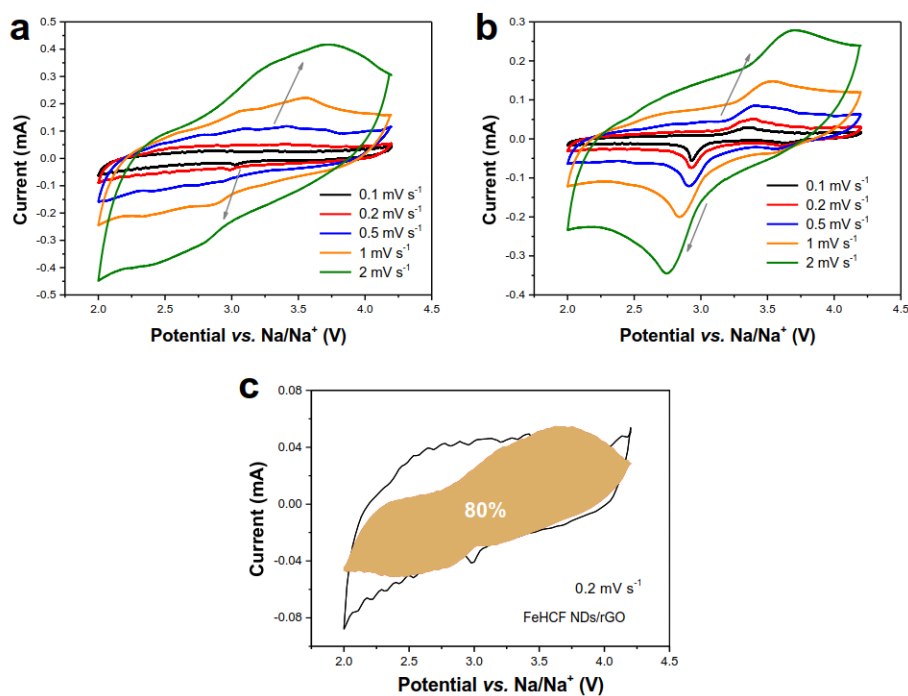 a
0.5
0.4
0.3
0.2
0.1
0.0
-0.1
-0.2
-0.3
-0.4
-0.5
Current (mA)
0.1 mV s⁻¹
0.2 mV s⁻¹
0.5 mV s⁻¹
1 mV s⁻¹
2 mV s⁻¹
2.0 2.5 3.0 3.5 4.0 4.5
Potential vs. Na/Na⁺ (V)
b
0.3
0.2
0.1
0.0
-0.1
-0.2
-0.3
-0.4
Current (mA)
0.1 mV s⁻¹
0.2 mV s⁻¹
0.5 mV s⁻¹
1 mV s⁻¹
2 mV s⁻¹
2.0 2.5 3.0 3.5 4.0 4.5
Potential vs. Na/Na⁺ (V)
c
0.08
0.04
0.00
-0.04
-0.08
Current (mA)
80%
0.2 mV s⁻¹
FeHCF NDs/rGO
2.0 2.5 3.0 3.5 4.0 4.5
Potential vs. Na/Na⁺ (V)